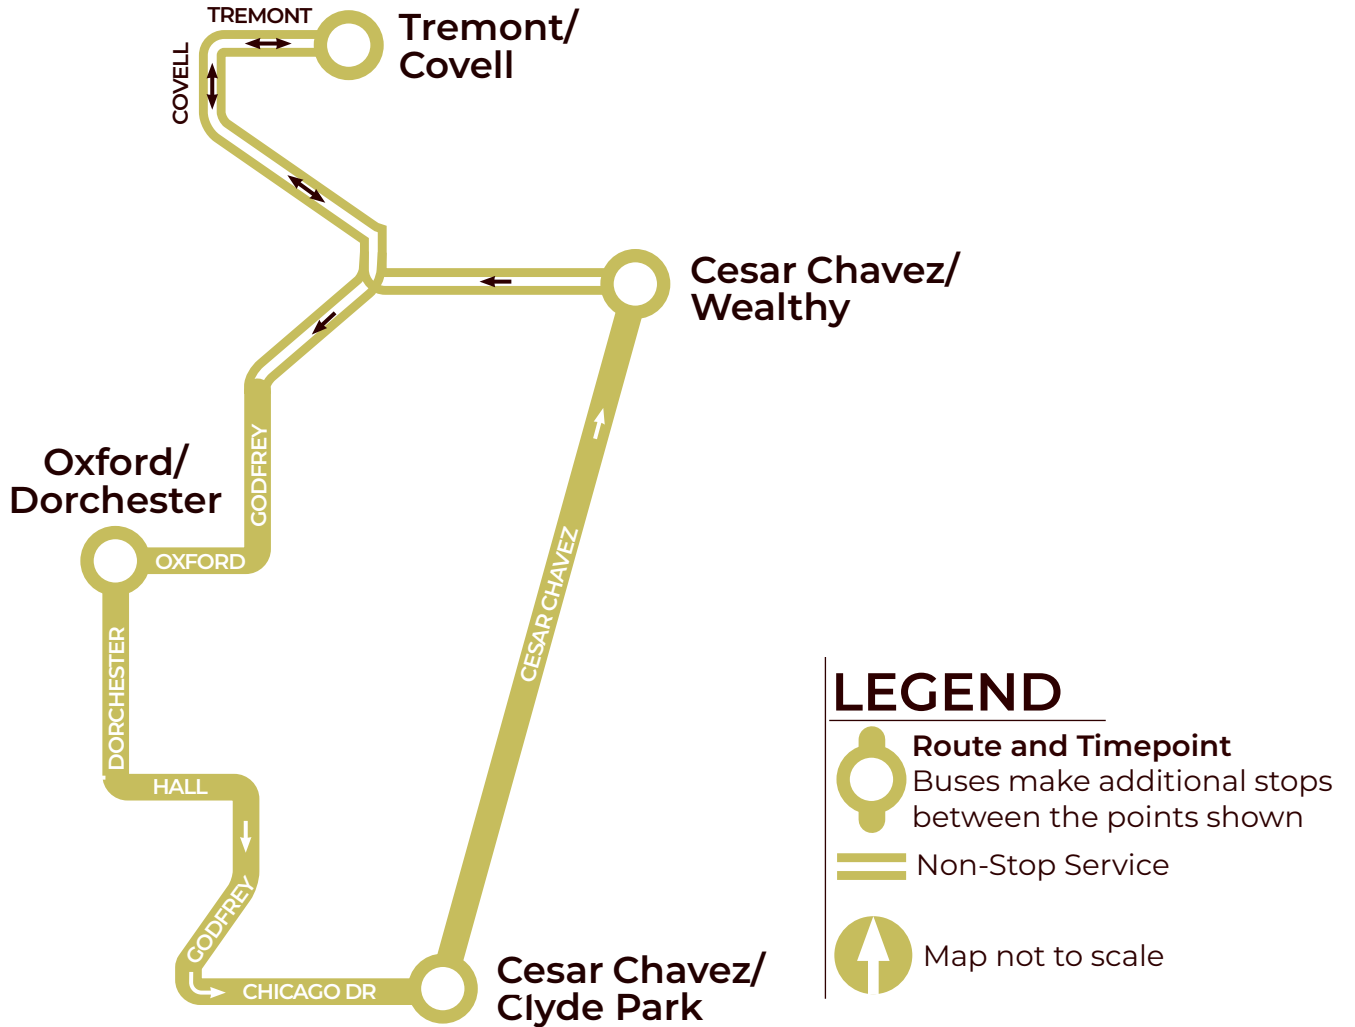 TREMONT
Tremont/
Covell
COVELL
Cesar Chavez/
Wealthy
GODFREY
Oxford/
Dorchester
OXFORD
CESAR CHAVEZ
DORCHESTER
HALL
GODFREY
CHICAGO DR
Cesar Chavez/
Clyde Park
LEGEND
Route and Timepoint
Buses make additional stops
between the points shown
Non-Stop Service
Map not to scale